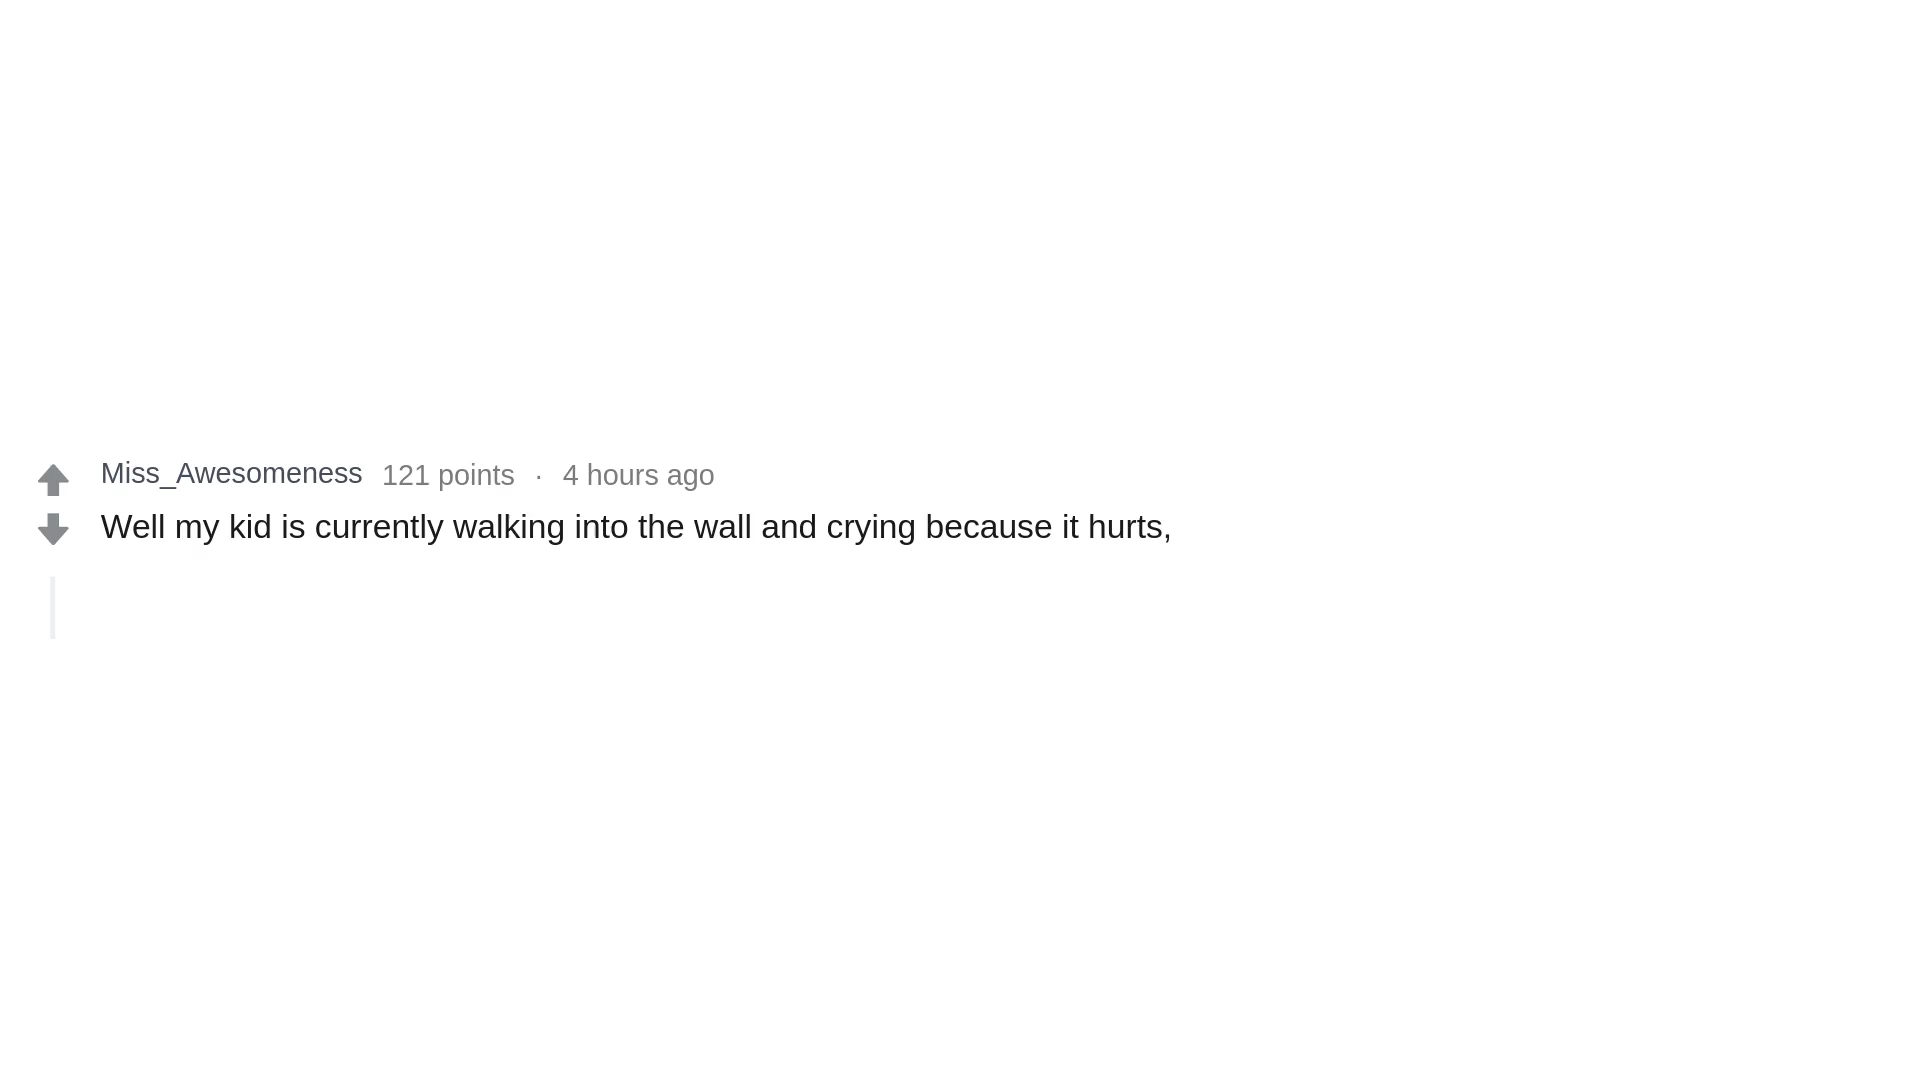 Miss_Awesomeness 121 points · 4 hours ago
Well my kid is currently walking into the wall and crying because it hurts,